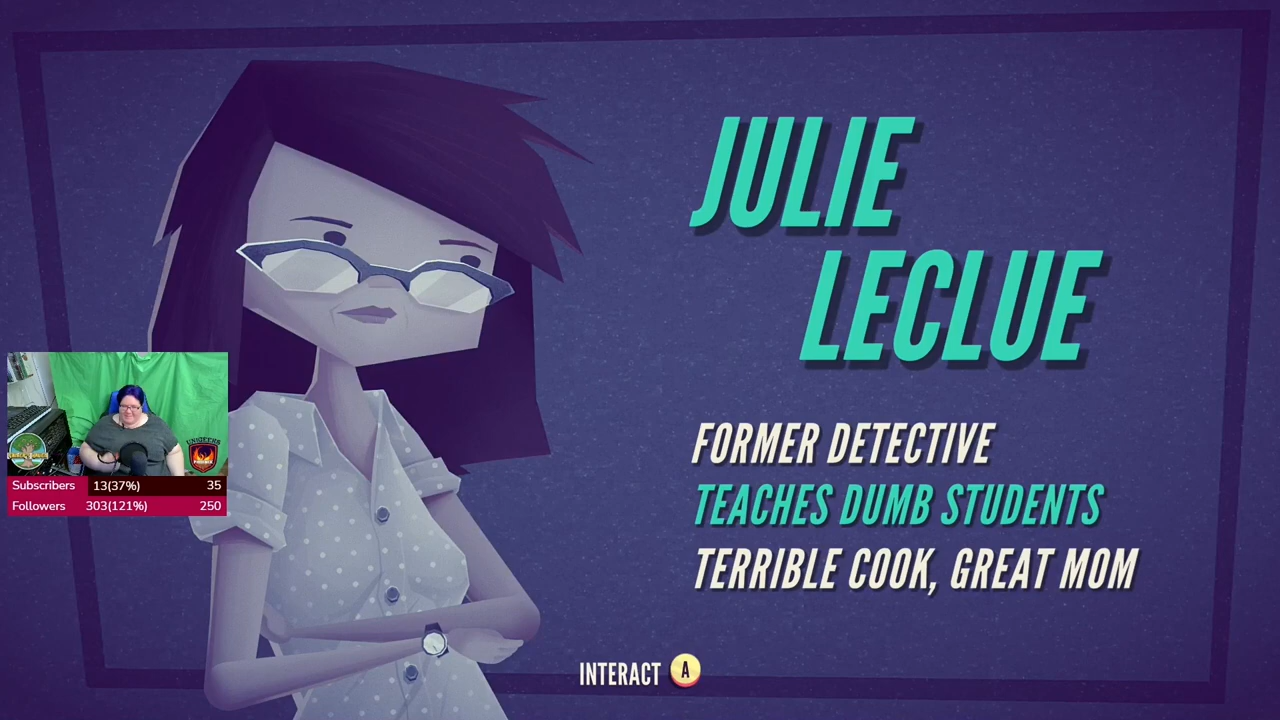 JULIE
LECLUE
FORMER DETECTIVE
TEACHES DUMB STUDENTS
TERRIBLE COOK, GREAT MOM
INTERACT A
Subscribers 13(37%) 35
Followers 303(121%) 250